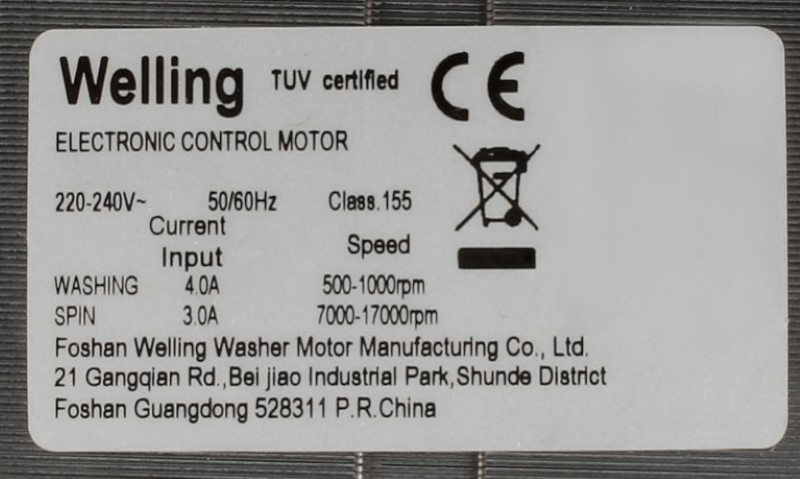 Welling TUV certified CE
ELECTRONIC CONTROL MOTOR
220-240V~ 50/60Hz Class.155
Current
Input Speed
WASHING 4.0A 500-1000rpm
SPIN 3.0A 7000-17000rpm
Foshan Welling Washer Motor Manufacturing Co., Ltd.
21 Gangqian Rd.,Bei jiao Industrial Park,Shunde District
Foshan Guangdong 528311 P.R.China